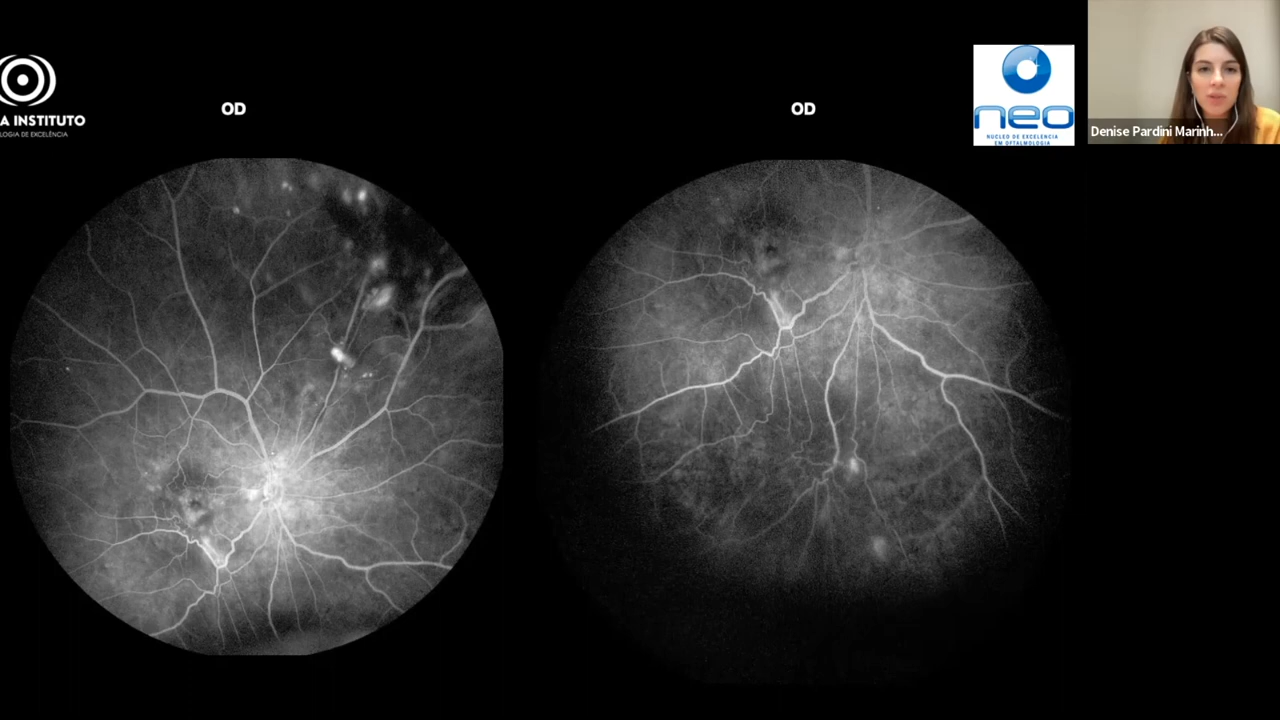 OD
OD
A INSTITUTO
LOGIA DE EXCELÊNCIA
neo
NÚCLEO DE EXCELÊNCIA
EM OFTALMOLOGIA
Denise Pardini Marinh...